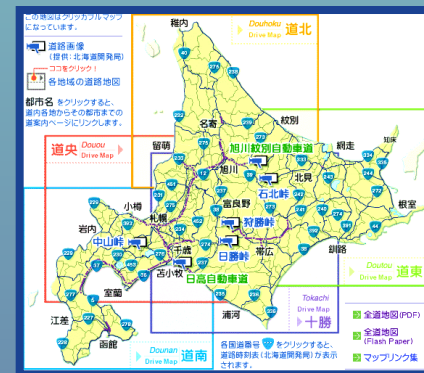 この地図はクリッカブルマップ
になっています。
道路画像
(提供:北海道開発局)
ココをクリック!
各地域の道路地図
都市名 をクリックすると、
道内各地からその都市までの
道案内ページにリンクします。
Douhoku
Drive Map
道北
稚内
名寄
紋別
旭川紋別自動車道
網走
知床
道央
Douou
Drive Map
留萌
旭川
北見
石北峠
富良野
狩勝峠
根室
小樽
札幌
岩内
中山峠
千歳
日勝峠
帯広
釧路
苫小牧
日高自動車道
室蘭
Doutou
Drive Map
道東
Tokachi
Drive Map
十勝
浦河
江差
函館
Dounan
Drive Map
道南
各国道番号 をクリックすると、
道路時刻表(北海道開発局)が表示
されます。
全道地図(PDF)
全道地図
(Flash Paper)
マップリンク集